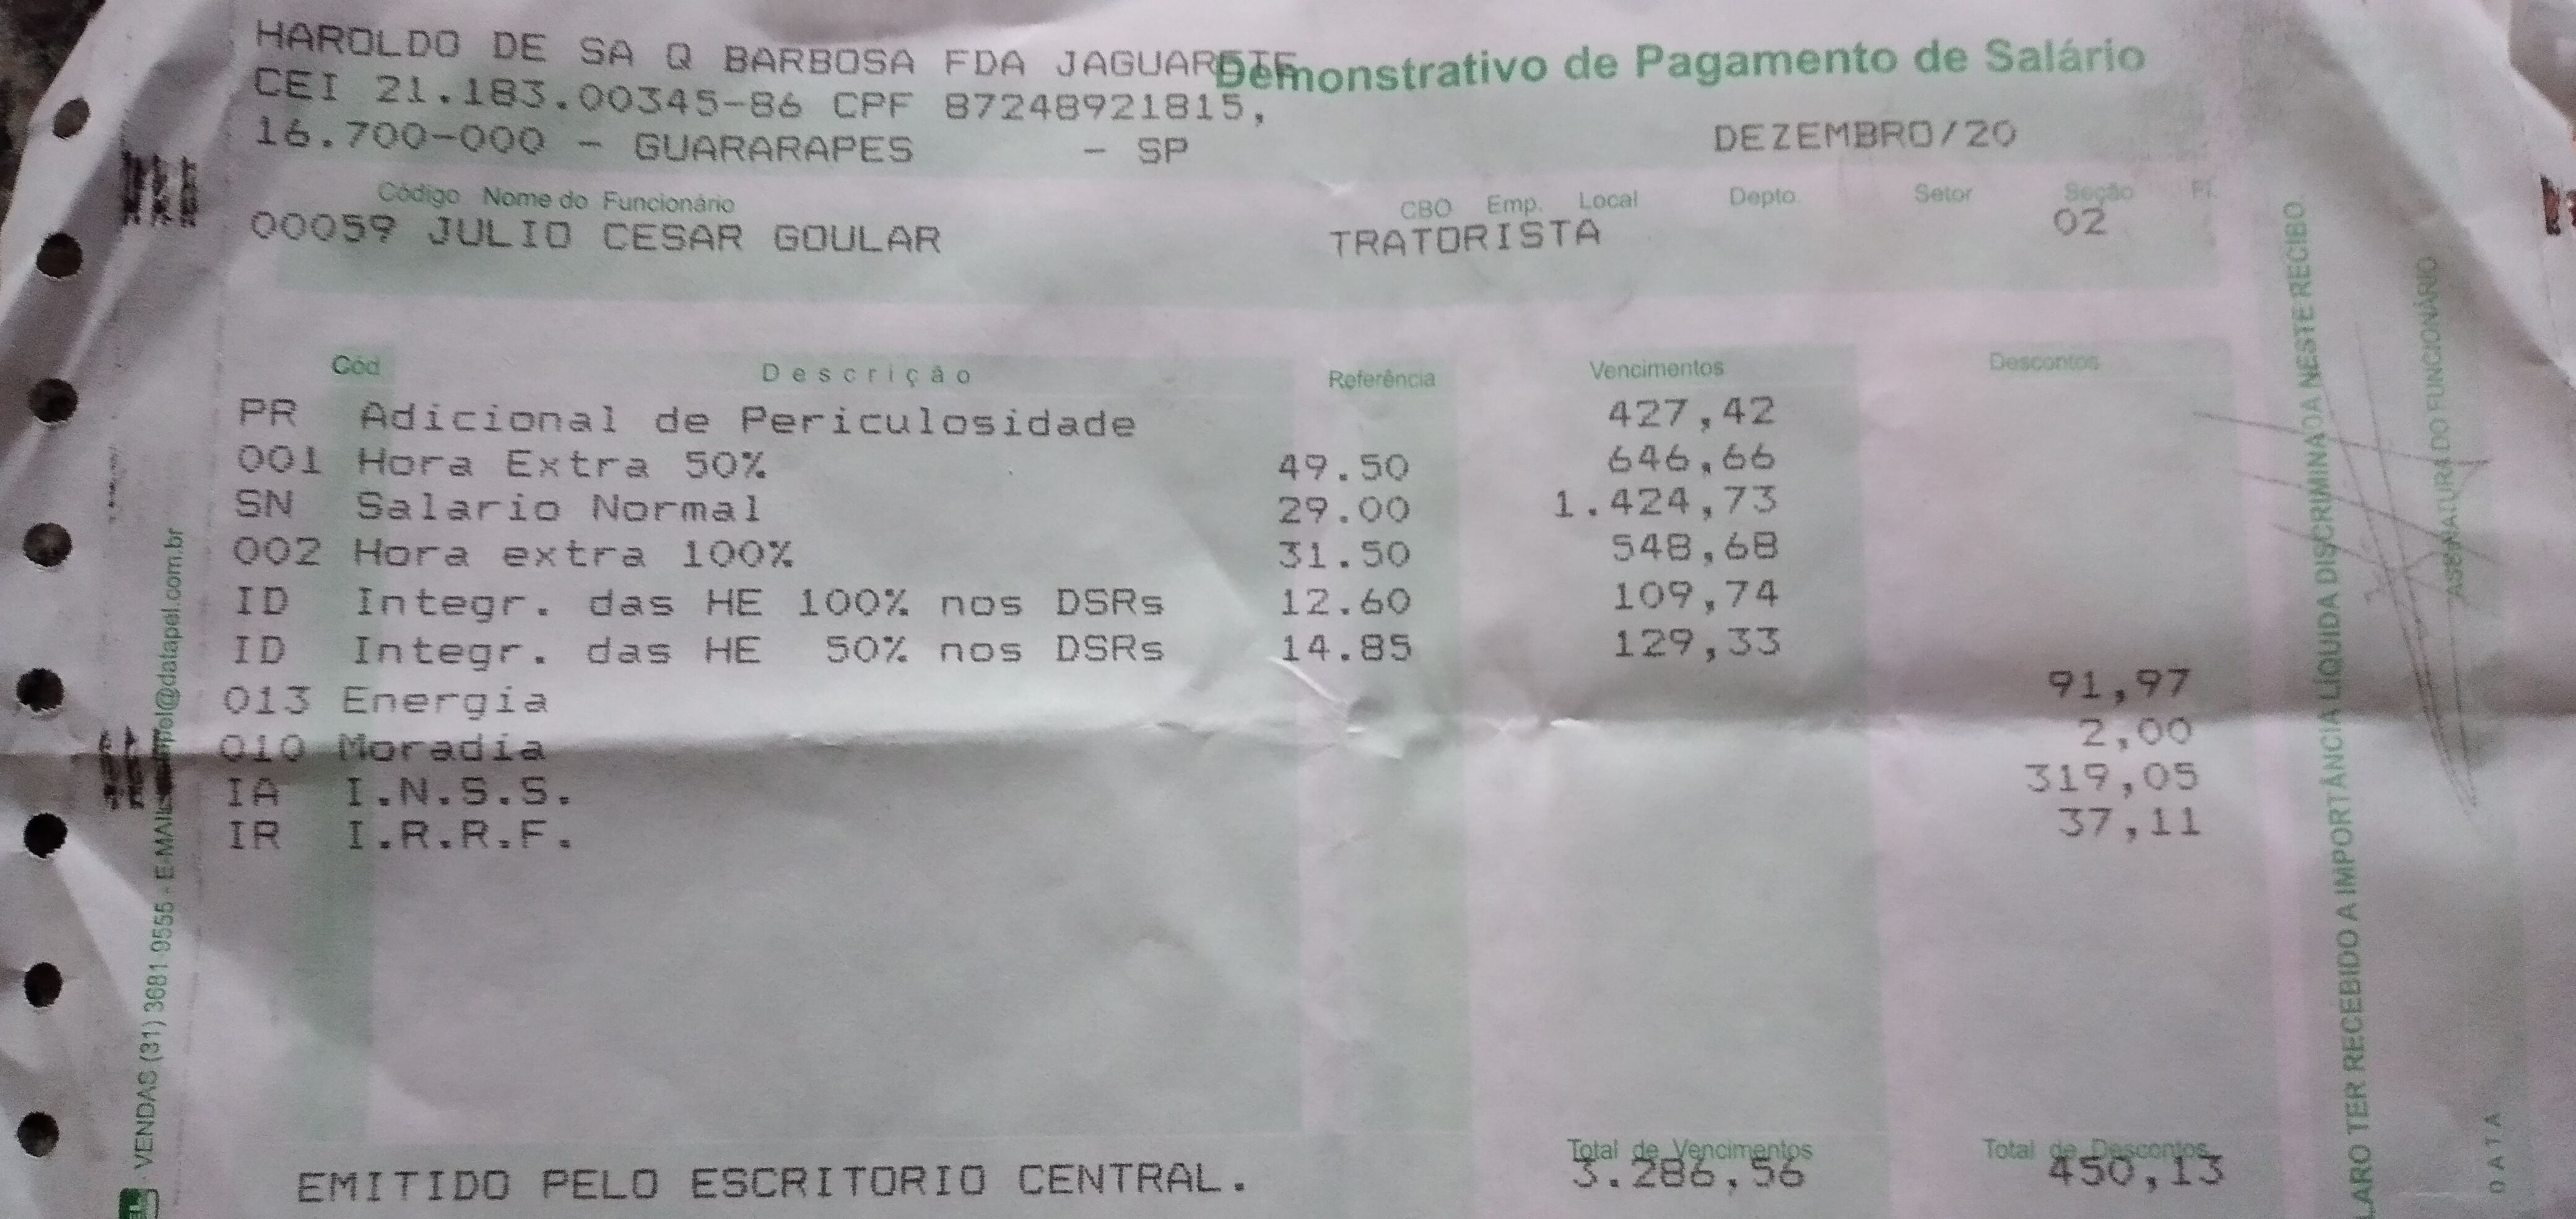 HAROLDO DE SA Q BARBOSA FDA JAGUARETE
Demonstrativo de Pagamento de Salário
CEI 21.183.00345-86 CPF 87248921815,
16.700-000 - GUARARAPES - SP
DEZEMBRO/20
Código Nome do Funcionário CBO Emp. Local Depto. Setor Seção Fl.
00059 JULIO CESAR GOULAR TRATORISTA 02
Cód Descrição Referência Vencimentos Descontos
PR Adicional de Periculosidade 427,42
001 Hora Extra 50% 49.50 646,66
SN Salario Normal 29.00 1.424,73
002 Hora extra 100% 31.50 548,68
ID Integr. das HE 100% nos DSRs 12.60 109,74
ID Integr. das HE 50% nos DSRs 14.85 129,33
013 Energia 91,97
010 Moradia 2,00
IA I.N.S.S. 319,05
IR I.R.R.F. 37,11
Total de Vencimentos Total de Descontos
EMITIDO PELO ESCRITORIO CENTRAL. 3.286,56 450,13
VENDAS (31) 3681-9555 - E-MAIL @datapel.com.br
LARO TER RECEBIDO A IMPORTÂNCIA LÍQUIDA DISCRIMINADA NESTE RECIBO.
ASSINATURA DO FUNCIONÁRIO
DATA